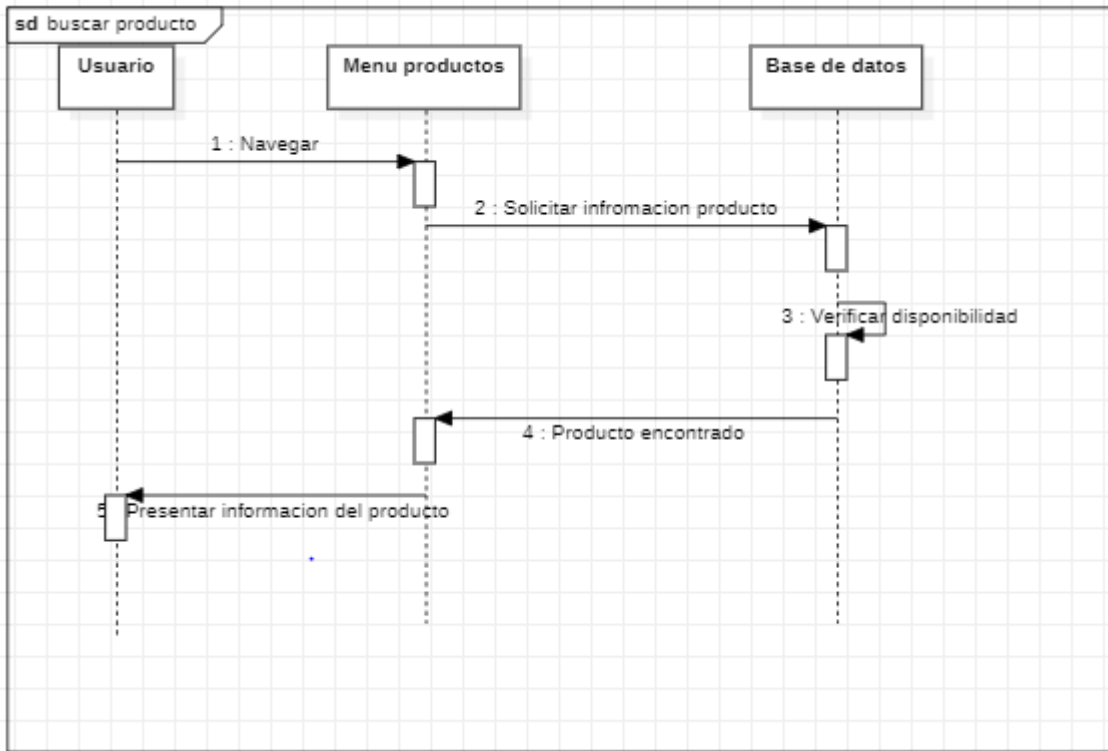 sd buscar producto
Usuario
Menu productos
Base de datos
1 : Navegar
2 : Solicitar infromacion producto
3 : Verificar disponibilidad
4 : Producto encontrado
5 Presentar informacion del producto